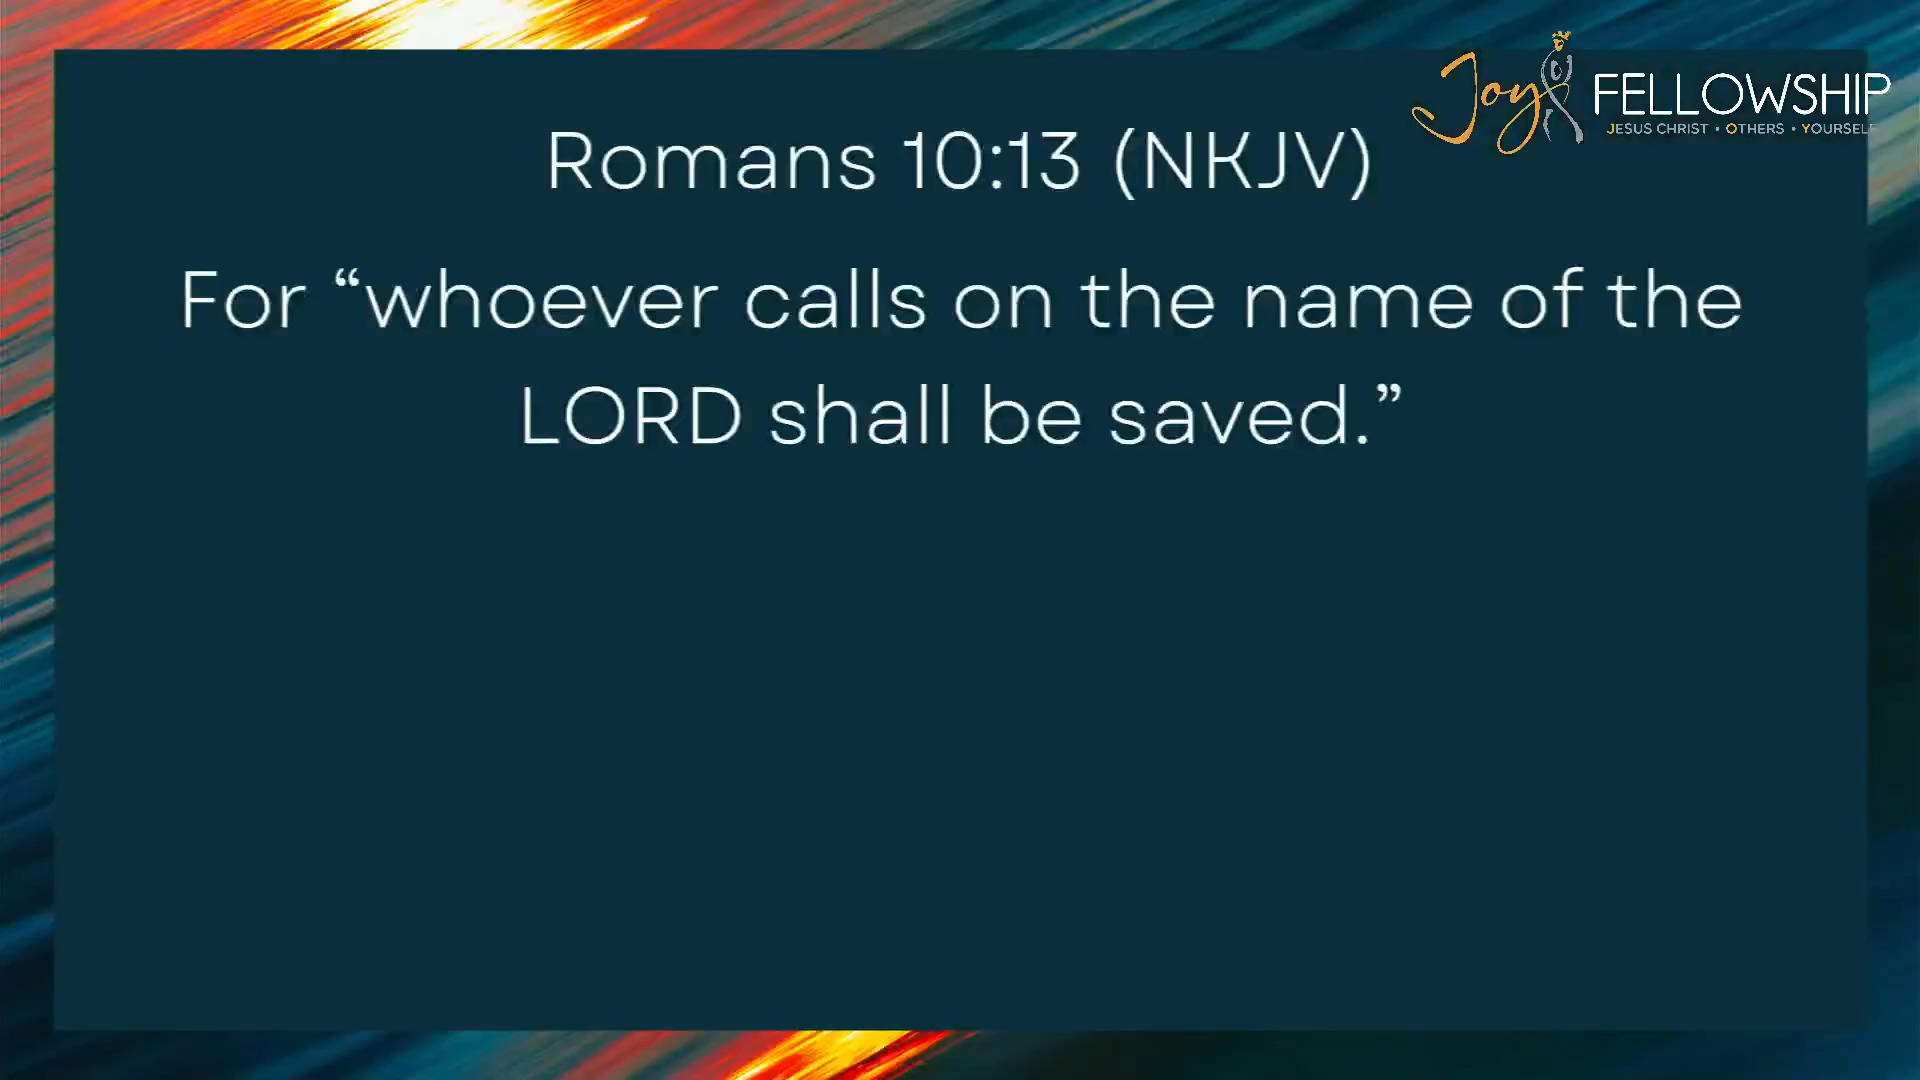 Joy FELLOWSHIP
JESUS CHRIST • OTHERS • YOURSELF
Romans 10:13 (NKJV)
For “whoever calls on the name of the
LORD shall be saved.”